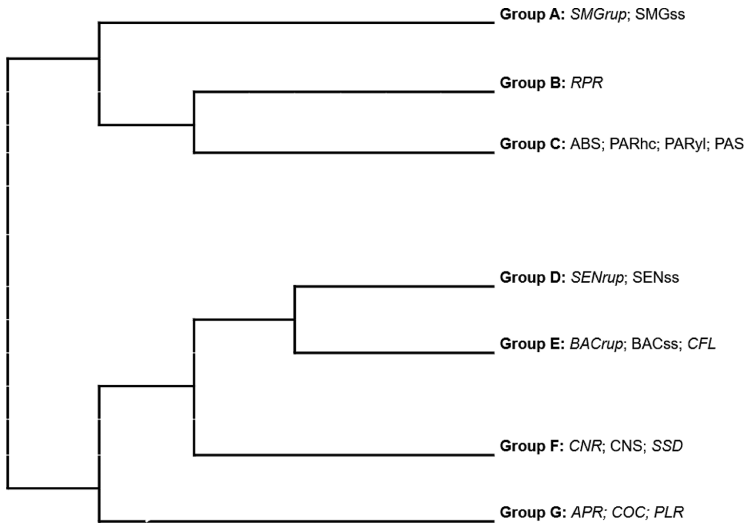 Group A: SMGrup; SMGss
Group B: RPR
Group C: ABS; PARhc; PARyl; PAS
Group D: SENrup; SENss
Group E: BACrup; BACss; CFL
Group F: CNR; CNS; SSD
Group G: APR; COC; PLR